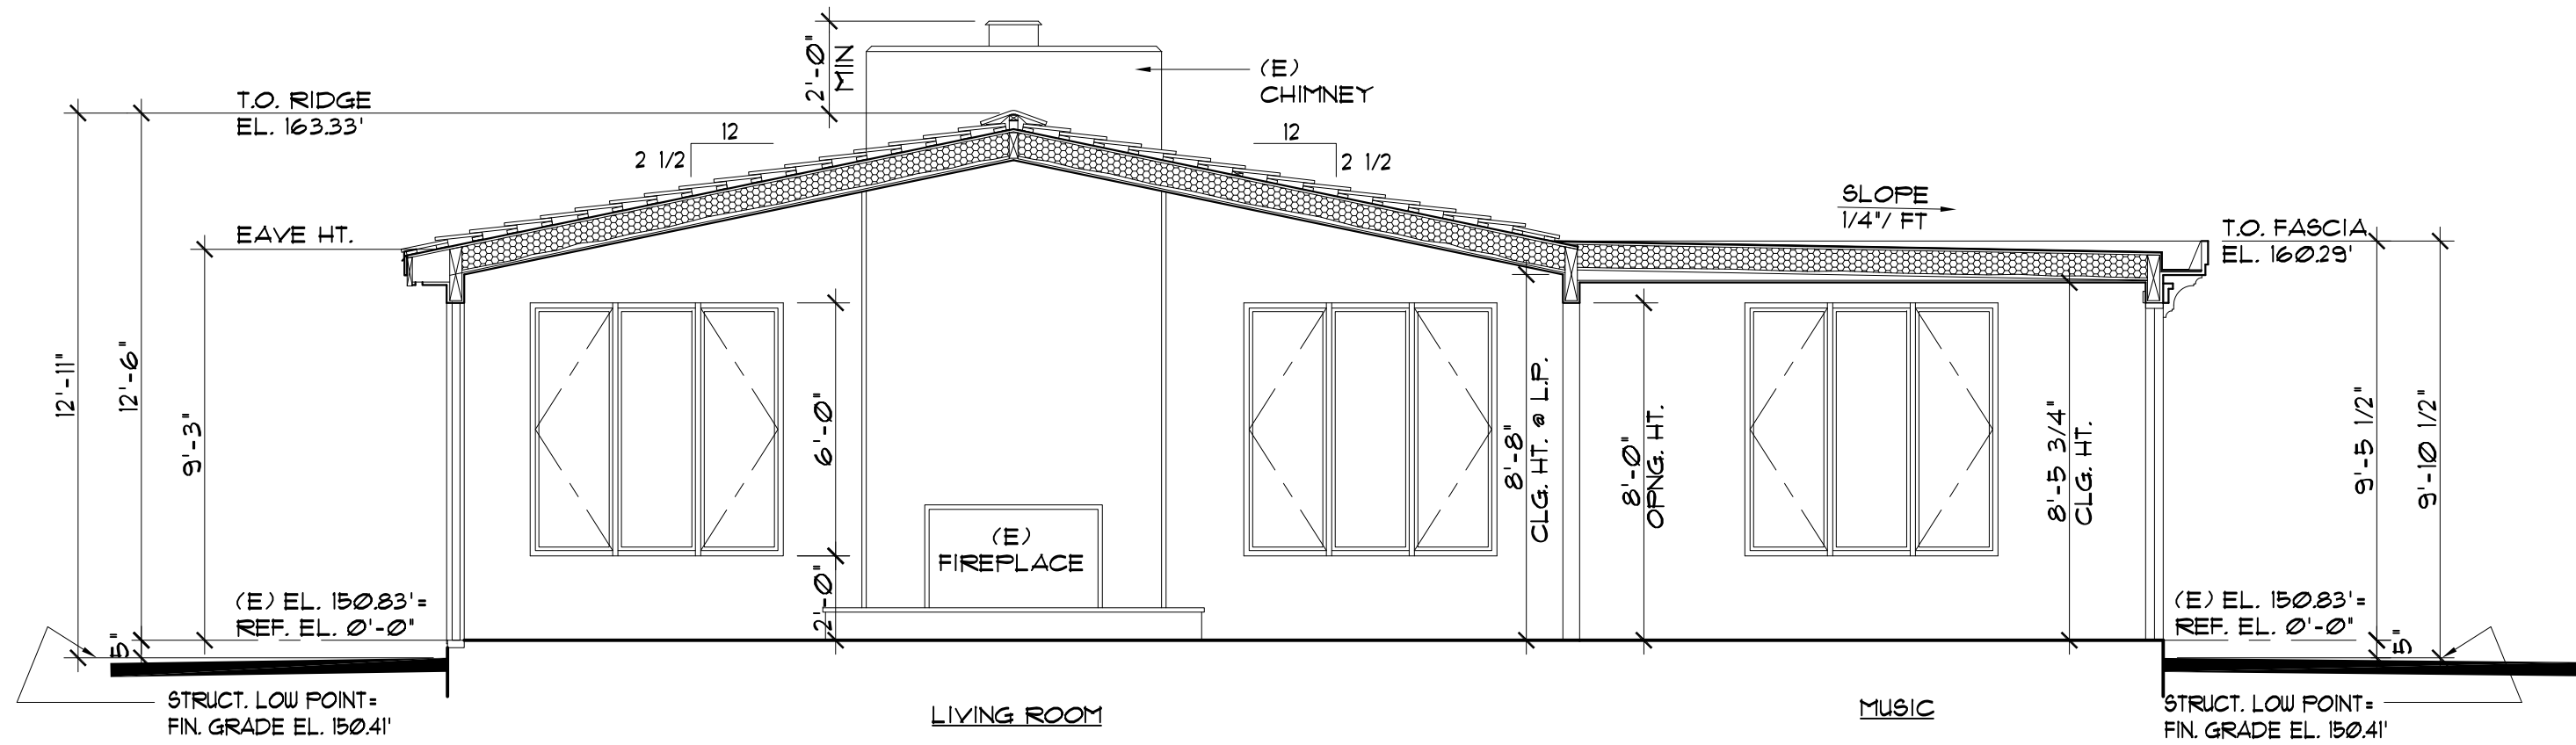 2'-0"
MIN
(E)
CHIMNEY
T.O. RIDGE
EL. 163.33'
12
2 1/2
12
2 1/2
SLOPE
1/4"/ FT
EAVE HT.
T.O. FASCIA
EL. 160.29'
12'-11"
12'-6"
9'-3"
6'-0"
8'-8"
CLG. HT. @ L.P.
8'-0"
OPNG. HT.
8'-5 3/4"
CLG. HT.
9'-5 1/2"
9'-10 1/2"
(E)
FIREPLACE
2'-0"
(E) EL. 150.83'=
REF. EL. 0'-0"
5"
(E) EL. 150.83'=
REF. EL. 0'-0"
5"
STRUCT. LOW POINT=
FIN. GRADE EL. 150.41'
LIVING ROOM
MUSIC
STRUCT. LOW POINT=
FIN. GRADE EL. 150.41'